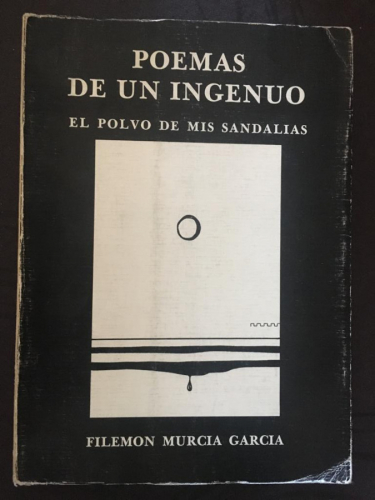 POEMAS
DE UN INGENUO
EL POLVO DE MIS SANDALIAS
FILEMON MURCIA GARCIA